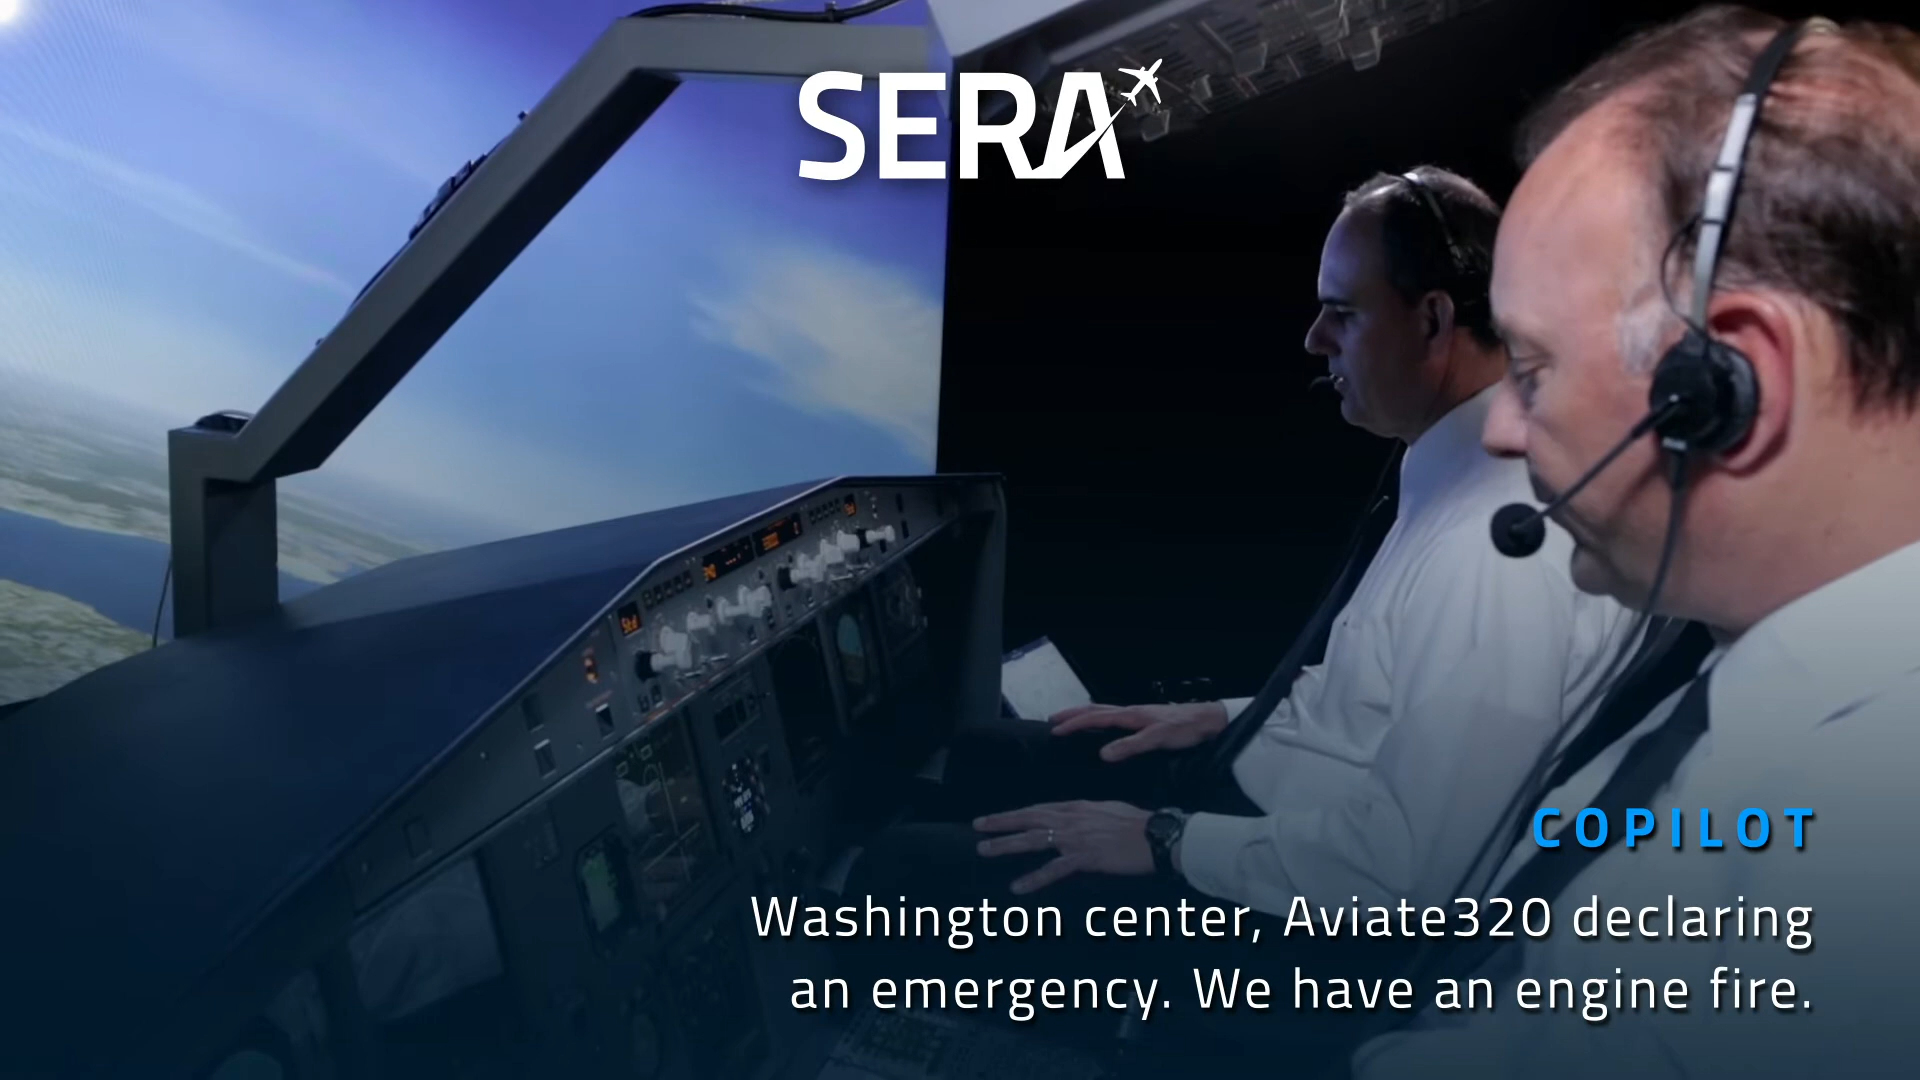 SERA
COPILOT
Washington center, Aviate320 declaring
an emergency. We have an engine fire.